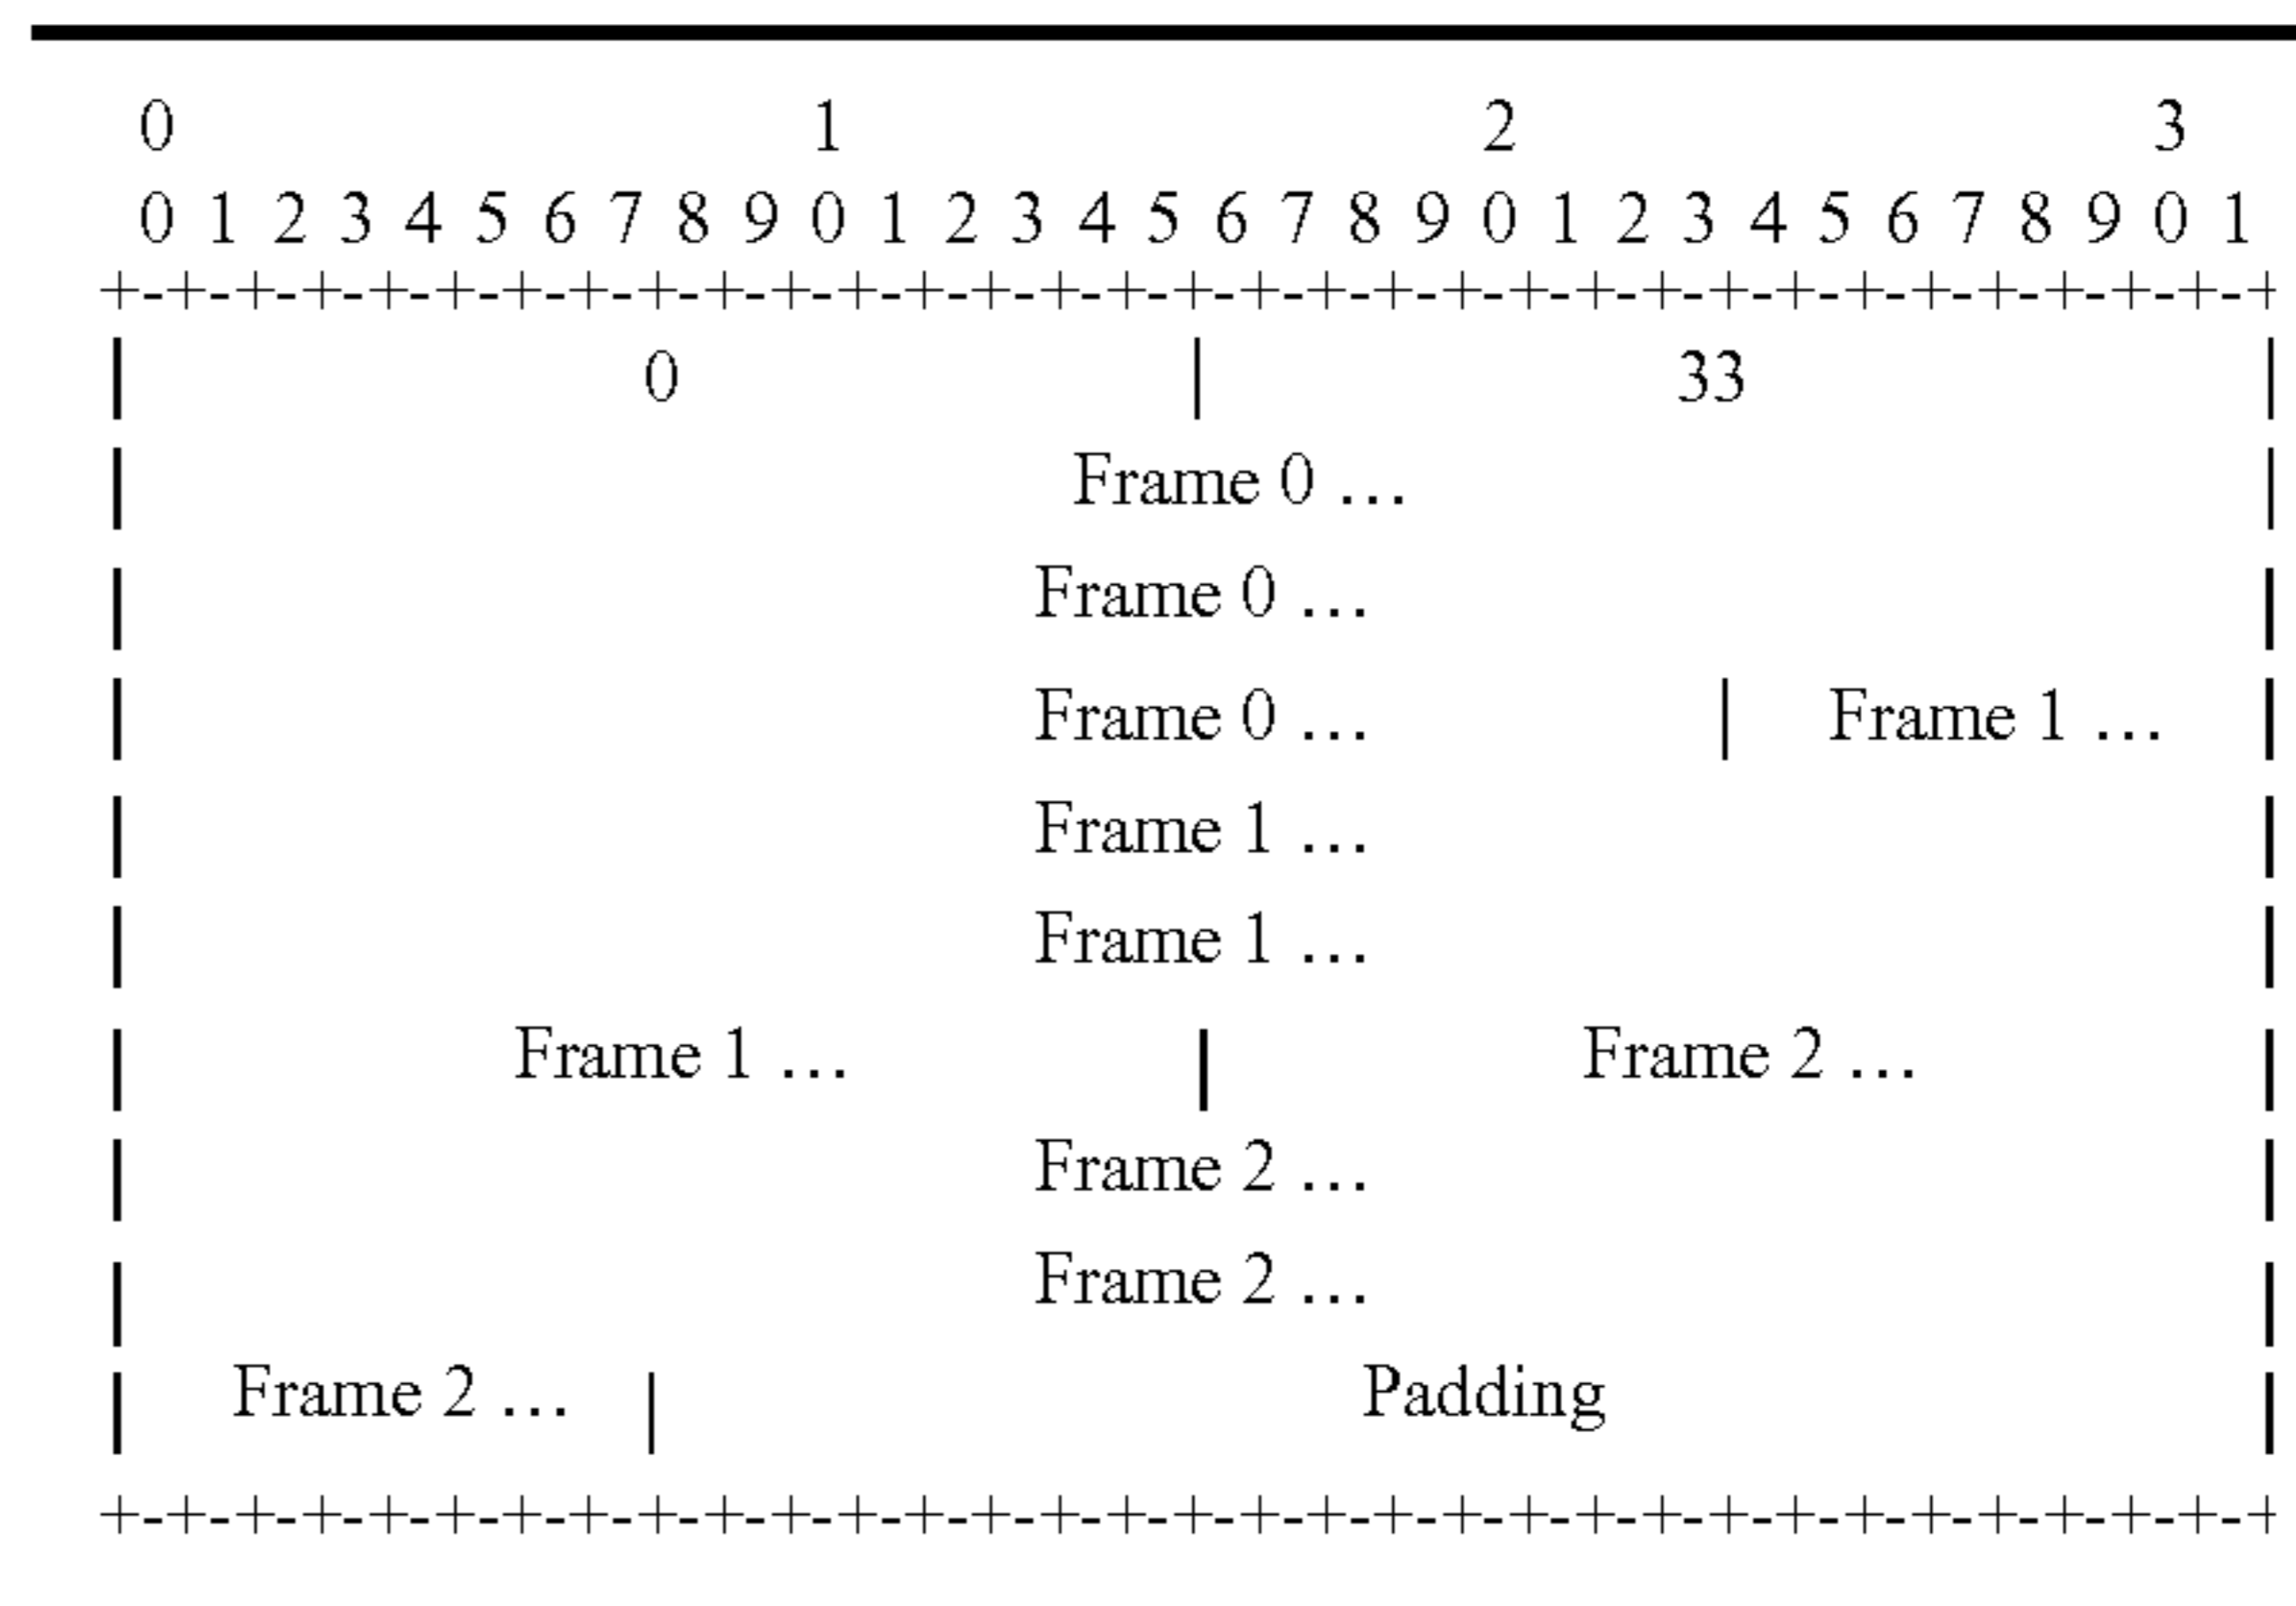 0 1 2 3
0 1 2 3 4 5 6 7 8 9 0 1 2 3 4 5 6 7 8 9 0 1 2 3 4 5 6 7 8 9 0 1
+-+-+-+-+-+-+-+-+-+-+-+-+-+-+-+-+-+-+-+-+-+-+-+-+-+-+-+-+-+-+-+-+
| 0 | 33 |
| Frame 0 ... |
| Frame 0 ... |
| Frame 0 ... | Frame 1 ... |
| Frame 1 ... |
| Frame 1 ... |
| Frame 1 ... | Frame 2 ... |
| Frame 2 ... |
| Frame 2 ... |
| Frame 2 ... | Padding |
+-+-+-+-+-+-+-+-+-+-+-+-+-+-+-+-+-+-+-+-+-+-+-+-+-+-+-+-+-+-+-+-+